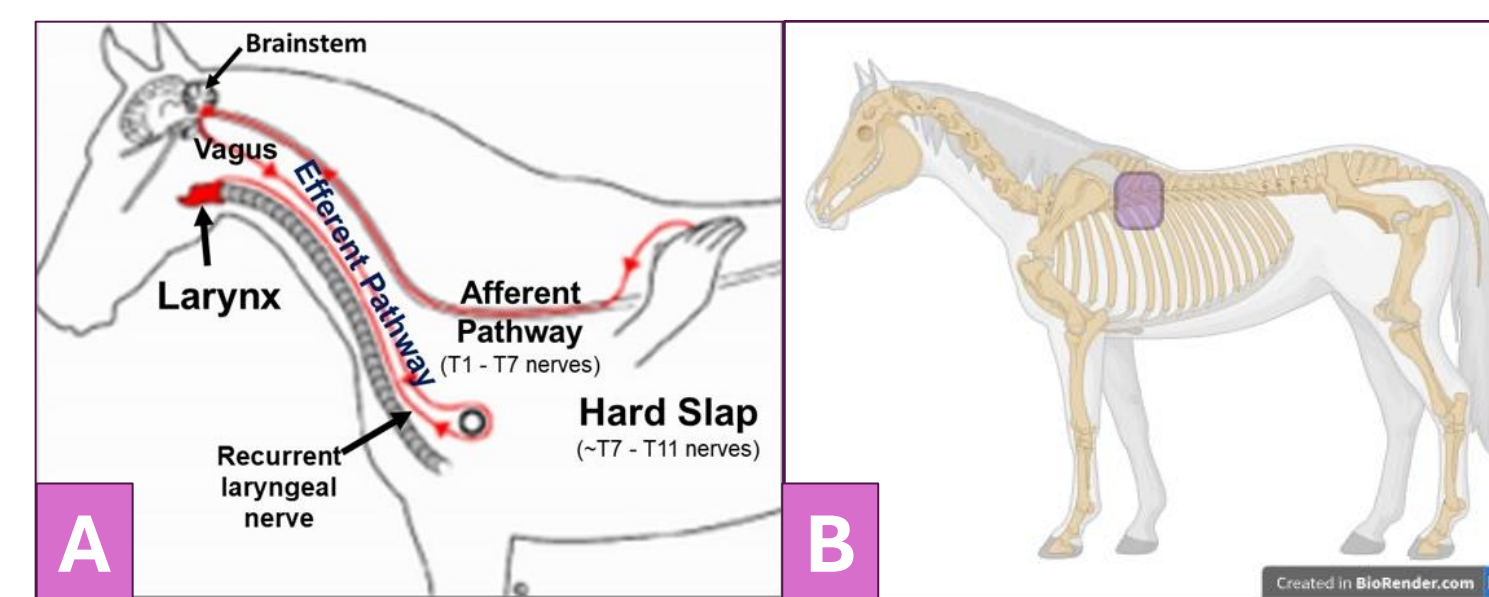 Brainstem
Vagus
Efferent Pathway
Larynx
Afferent
Pathway
(T1 - T7 nerves)
Hard Slap
(~T7 - T11 nerves)
Recurrent
laryngeal
nerve
A
B
Created in BioRender.com